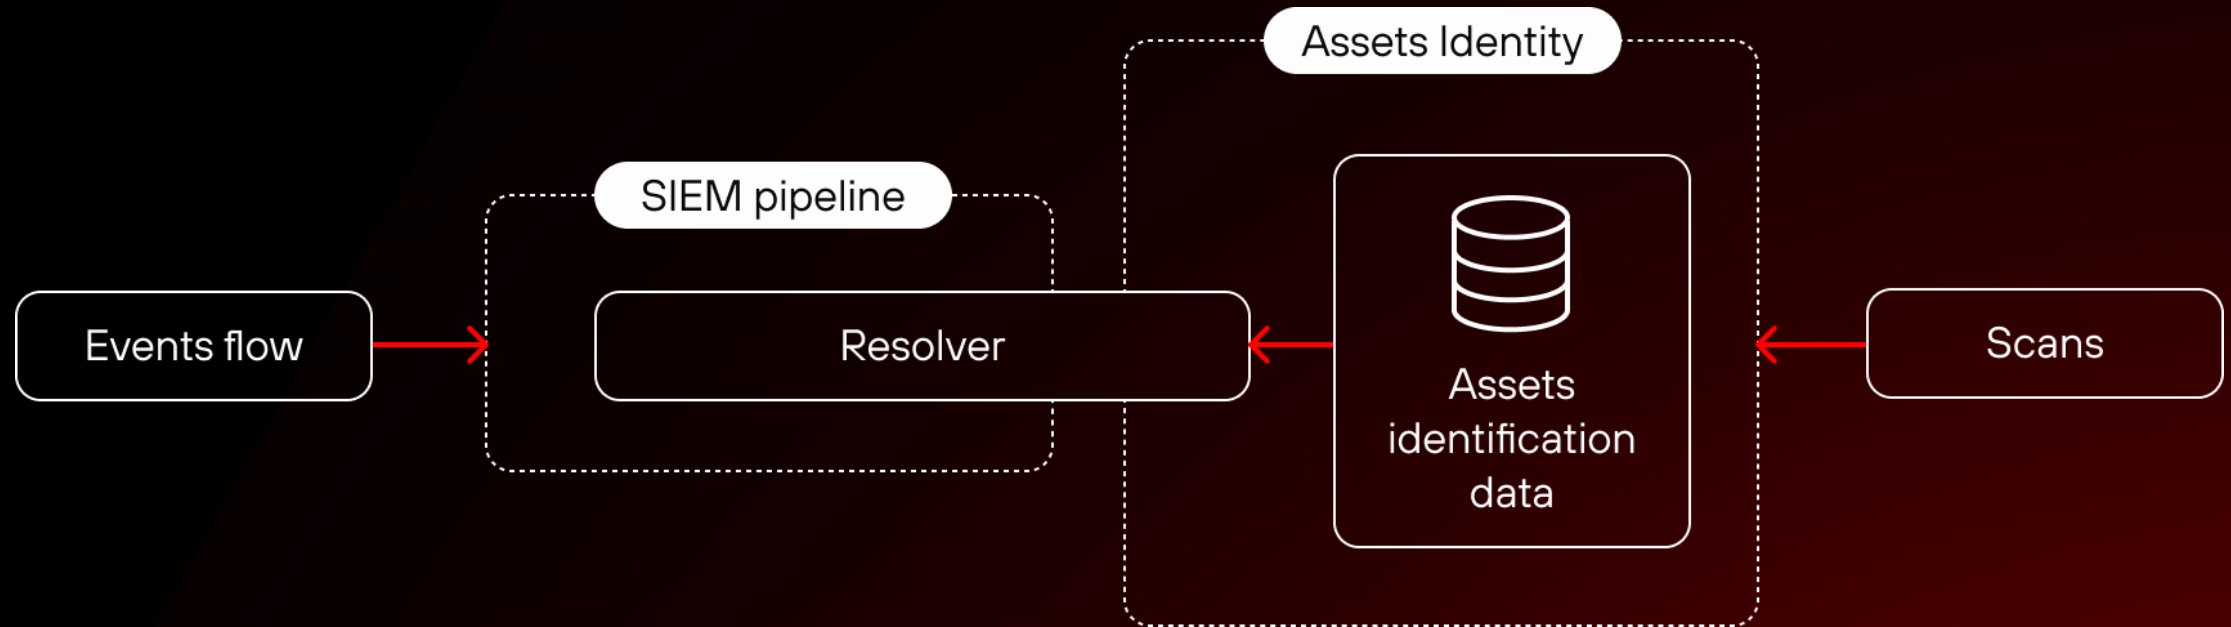 Assets Identity
SIEM pipeline
Events flow
Resolver
Assets
identification
data
Scans